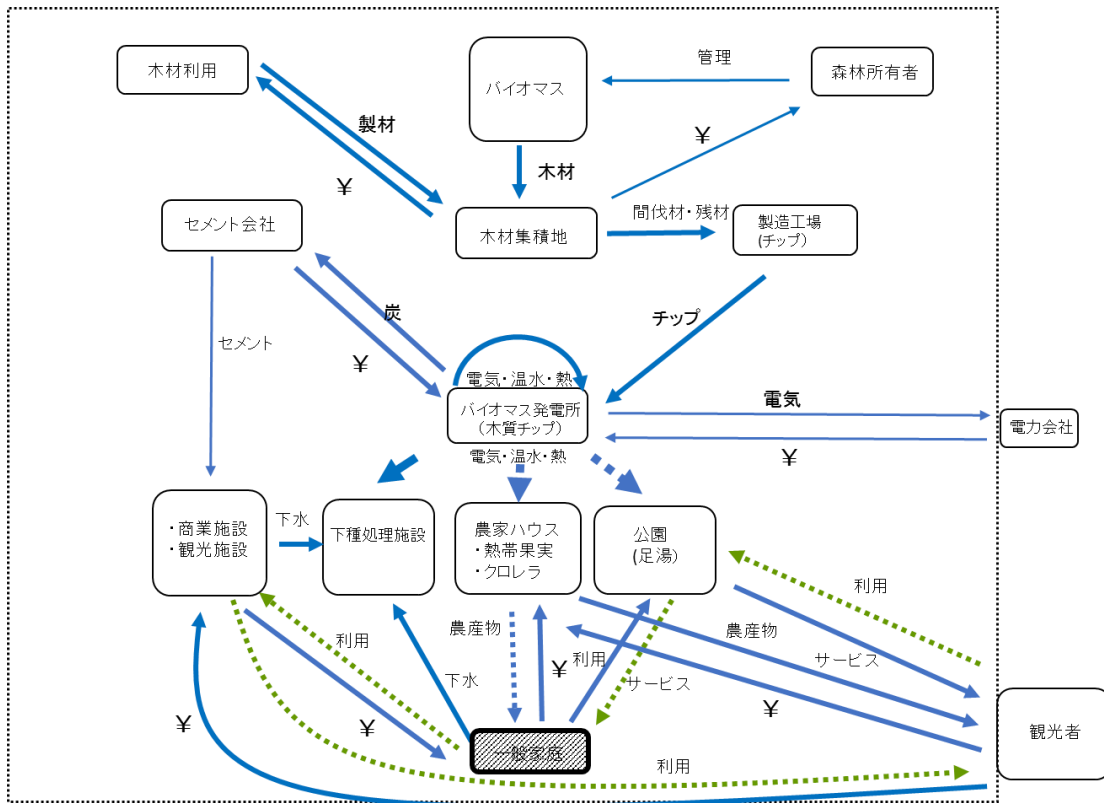 木材利用
バイオマス
管理
森林所有者
製材
￥
木材
￥
セメント会社
木材集積地
間伐材・残材
製造工場
(チップ)
炭
チップ
セメント
￥
電気・温水・熱
バイオマス発電所
(木質チップ)
電気・温水・熱
電気
￥
電力会社
・商業施設
・観光施設
下水
下種処理施設
農家ハウス
・熱帯果実
・クロレラ
公園
(足湯)
利用
農産物
利用
農産物
サービス
下水
￥
利用
サービス
￥
￥
￥
一般家庭
利用
観光者